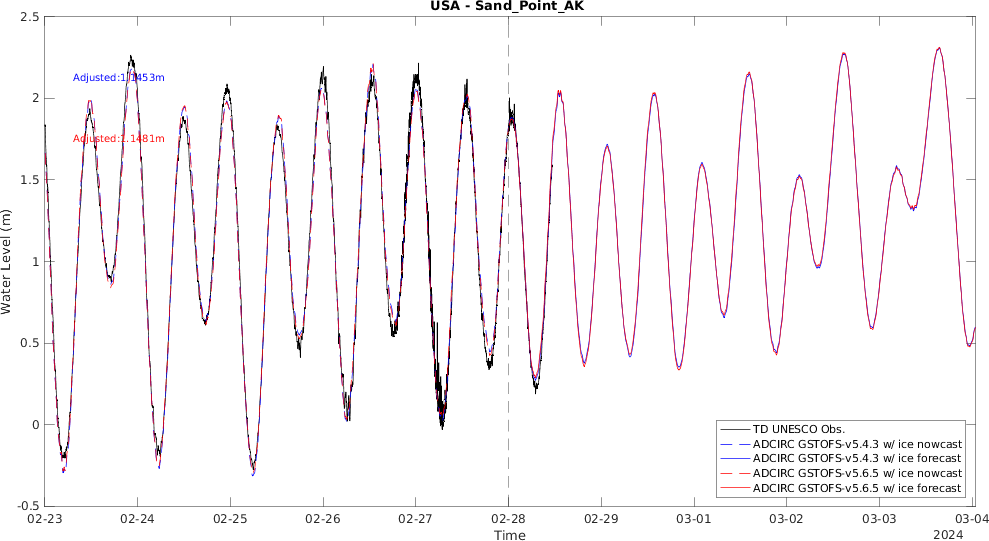 USA - Sand_Point_AK
2.5
2
1.5
1
0.5
0
-0.5
Water Level (m)
Adjusted:1.1453m
Adjusted:1.1481m
TD UNESCO Obs.
ADCIRC GSTOFS-v5.4.3 w/ ice nowcast
ADCIRC GSTOFS-v5.4.3 w/ ice forecast
ADCIRC GSTOFS-v5.6.5 w/ ice nowcast
ADCIRC GSTOFS-v5.6.5 w/ ice forecast
02-23 02-24 02-25 02-26 02-27 02-28 02-29 03-01 03-02 03-03 03-04
Time
2024